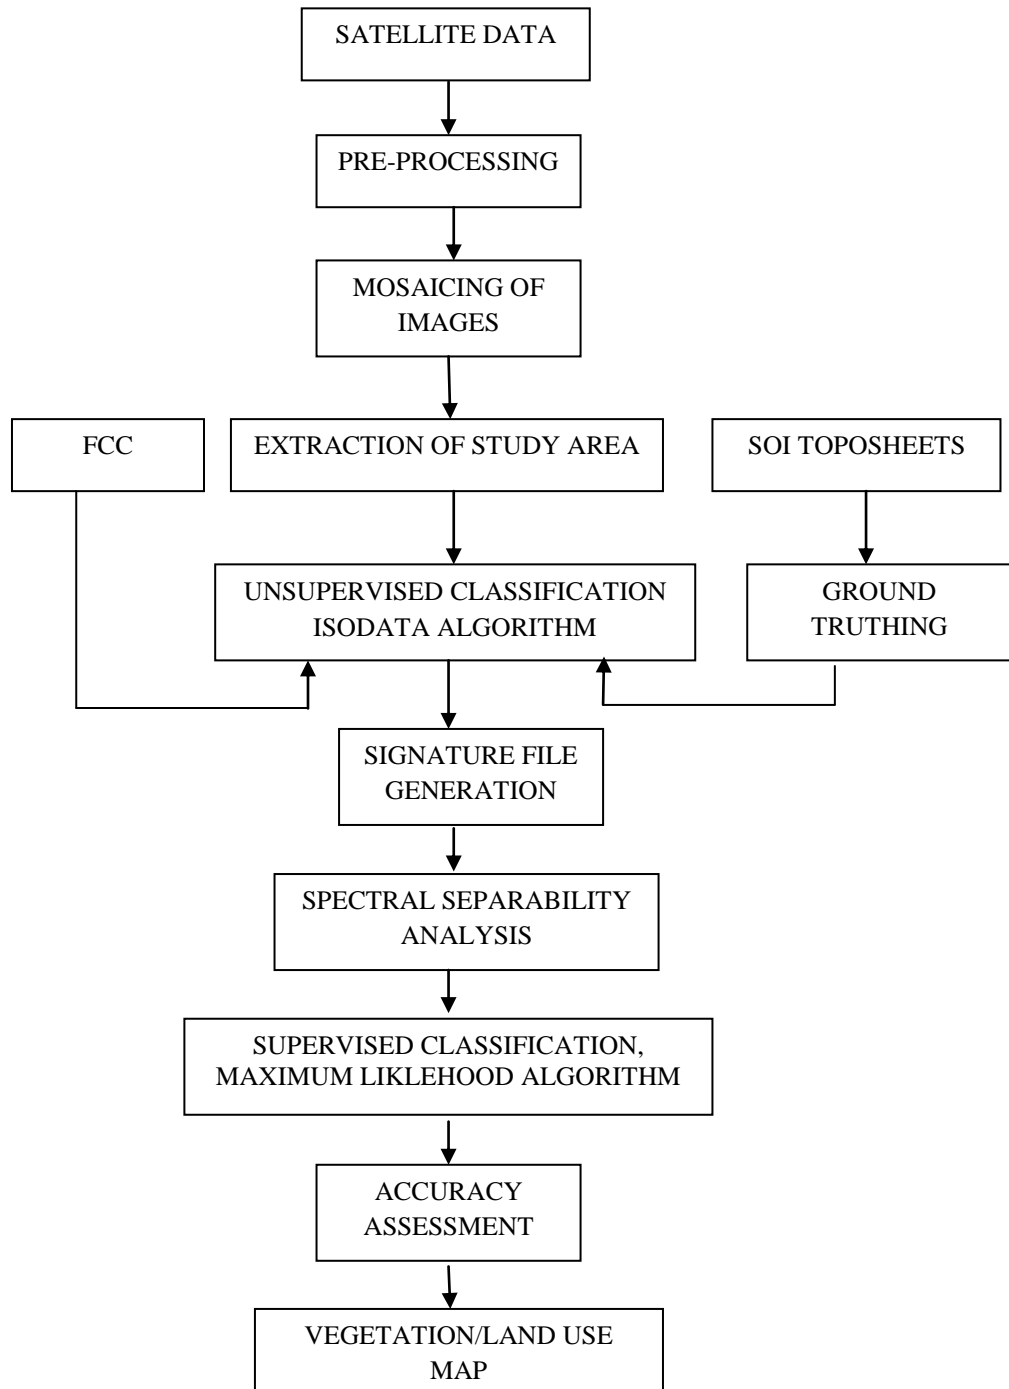 SATELLITE DATA
PRE-PROCESSING
MOSAICING OF
IMAGES
FCC
EXTRACTION OF STUDY AREA
SOI TOPOSHEETS
UNSUPERVISED CLASSIFICATION
ISODATA ALGORITHM
GROUND
TRUTHING
SIGNATURE FILE
GENERATION
SPECTRAL SEPARABILITY
ANALYSIS
SUPERVISED CLASSIFICATION,
MAXIMUM LIKLEHOOD ALGORITHM
ACCURACY
ASSESSMENT
VEGETATION/LAND USE
MAP